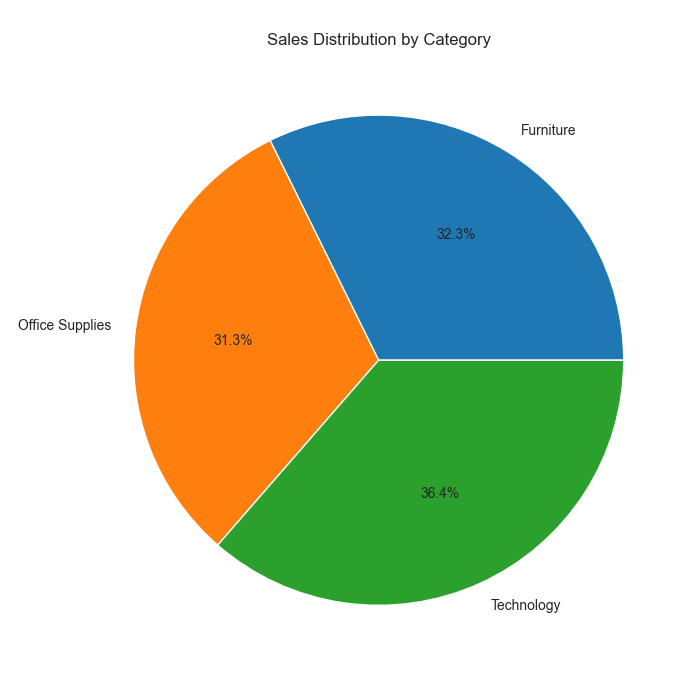 Sales Distribution by Category
Furniture
32.3%
Office Supplies
31.3%
36.4%
Technology